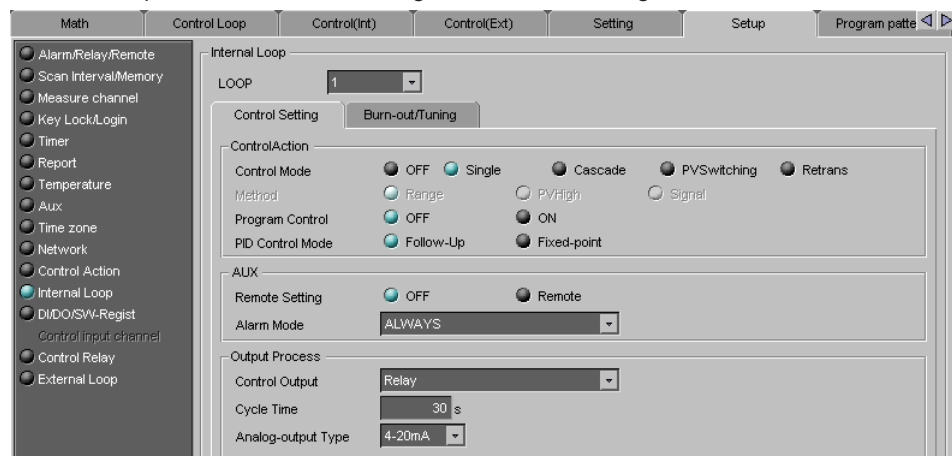 Math Control Loop Control(Int) Control(Ext) Setting Setup Program patte
Alarm/Relay/Remote
Scan Interval/Memory
Measure channel
Key Lock/Login
Timer
Report
Temperature
Aux
Time zone
Network
Control Action
Internal Loop
DI/DO/SW-Regist
Control input channel
Control Relay
External Loop
Internal Loop
LOOP 1
Control Setting Burn-out/Tuning
ControlAction
Control Mode OFF Single Cascade PVSwitching Retrans
Method Range PVHigh Signal
Program Control OFF ON
PID Control Mode Follow-Up Fixed-point
AUX
Remote Setting OFF Remote
Alarm Mode ALWAYS
Output Process
Control Output Relay
Cycle Time 30 s
Analog-output Type 4-20mA